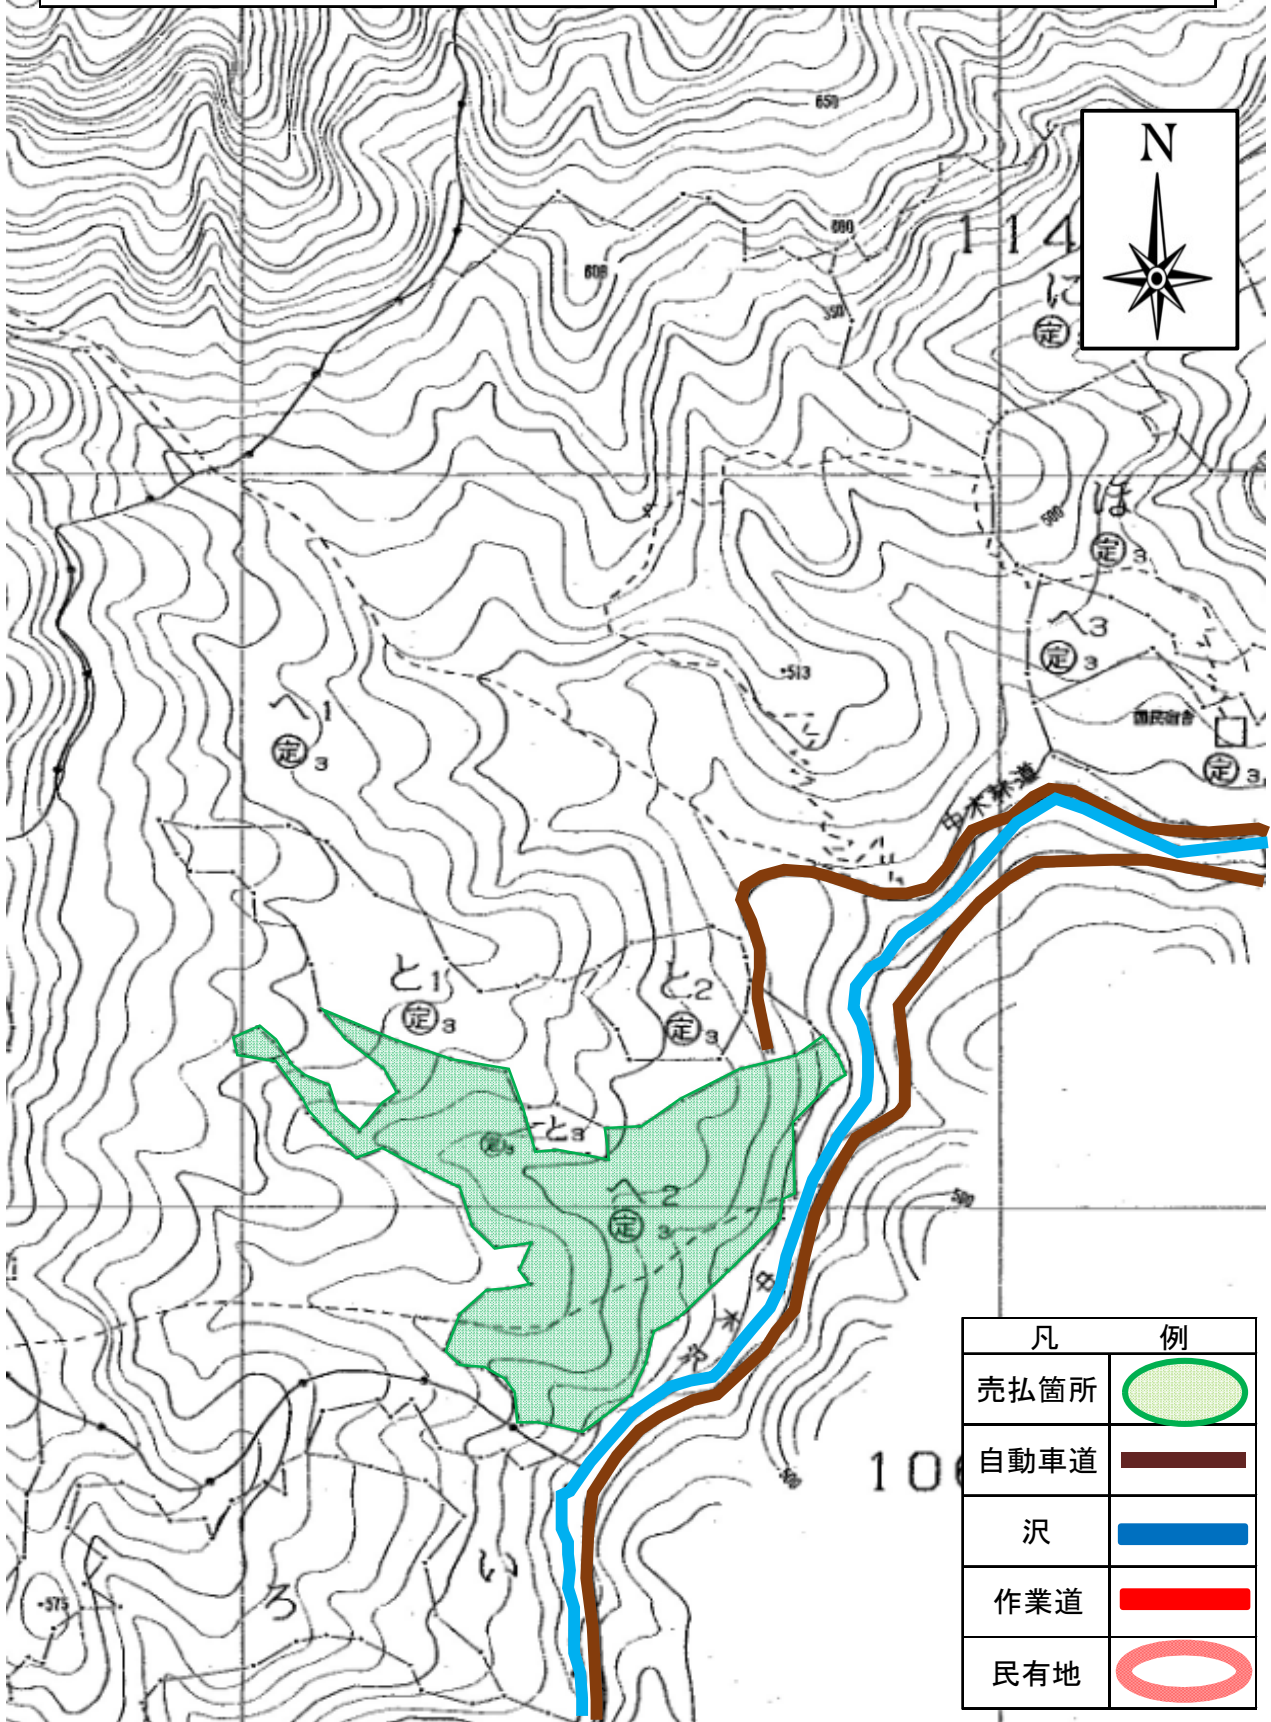 650
N
600
114
608
に
550
定
500
ほ
定 3
へ3
定 3
513
へ1
国民宿舎
定 3
定 3
中木林道
と1
と2
定 3
定 3
と3
定 3
へ2
500
定 3
中木沢
凡 例
売払箇所
自動車道
106
500
沢
い
作業道
575
ろ
民有地